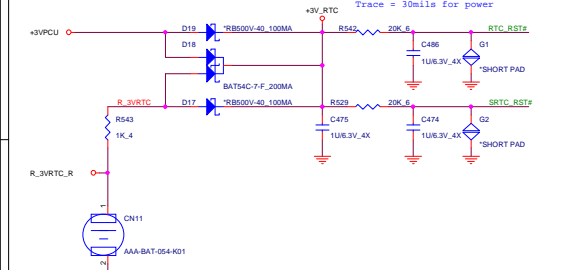 Trace = 30mils for power
+3V_RTC
+3VPCU
D19
*RB500V-40_100MA
R542
20K_6
RTC_RST#
D18
C486
G1
1U/6.3V_4X
*SHORT PAD
BAT54C-7-F_200MA
R_3VRTC
D17
*RB500V-40_100MA
R529
20K_6
SRTC_RST#
R543
1K_4
C475
1U/6.3V_4X
C474
1U/6.3V_4X
G2
*SHORT PAD
R_3VRTC_R
1
CN11
AAA-BAT-054-K01
2